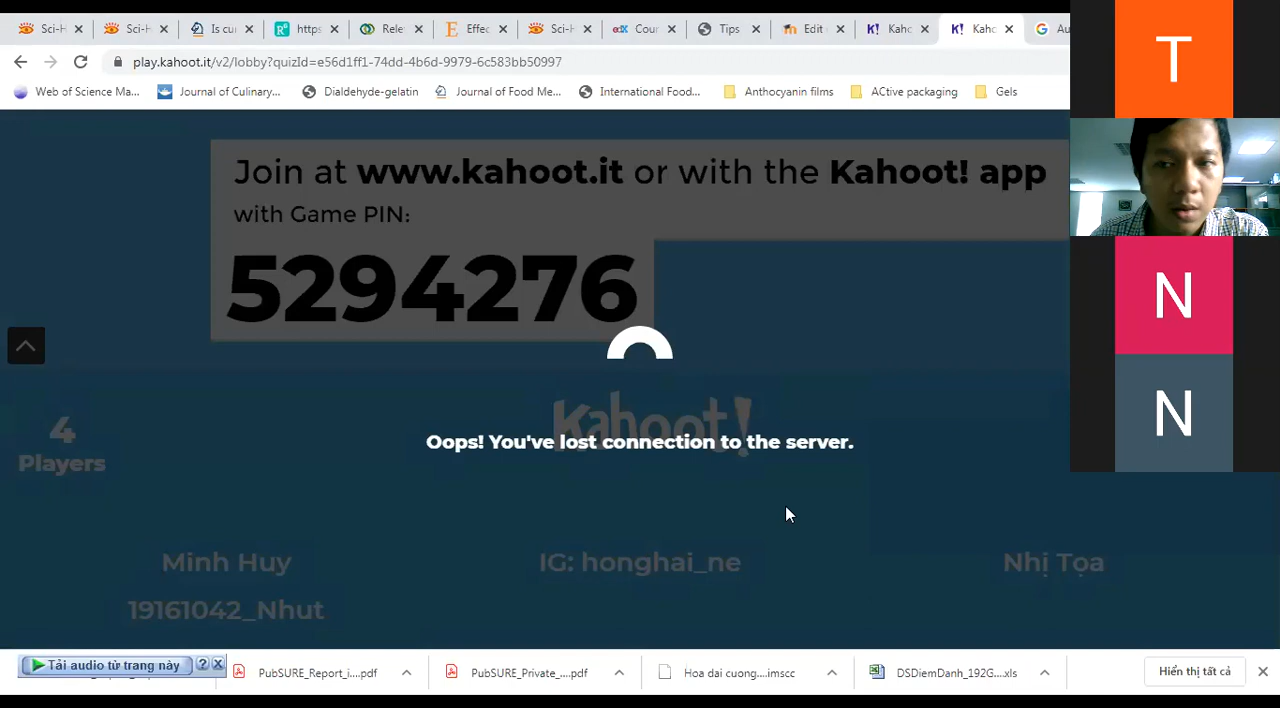 Sci-H
Sci-H
Is cu
https
Rele
Effec
Sci-H
Cour
Tips
Edit
Kahc
Kahc
Au
play.kahoot.it/v2/lobby?quizId=e56d1ff1-74dd-4b6d-9979-6c583bb50997
Web of Science Ma...
Journal of Culinary...
Dialdehyde-gelatin
Journal of Food Me...
International Food...
Anthocyanin films
ACtive packaging
Gels
Join at www.kahoot.it or with the Kahoot! app
with Game PIN:
5294276
Kahoot!
Oops! You've lost connection to the server.
4
Players
Minh Huy
IG: honghai_ne
Nhị Tọa
19161042_Nhut
T
N
N
Tải audio từ trang này
PubSURE_Report_i....pdf
PubSURE_Private_....pdf
Hoa dai cuong....imscc
DSDiemDanh_192G....xls
Hiển thị tất cả